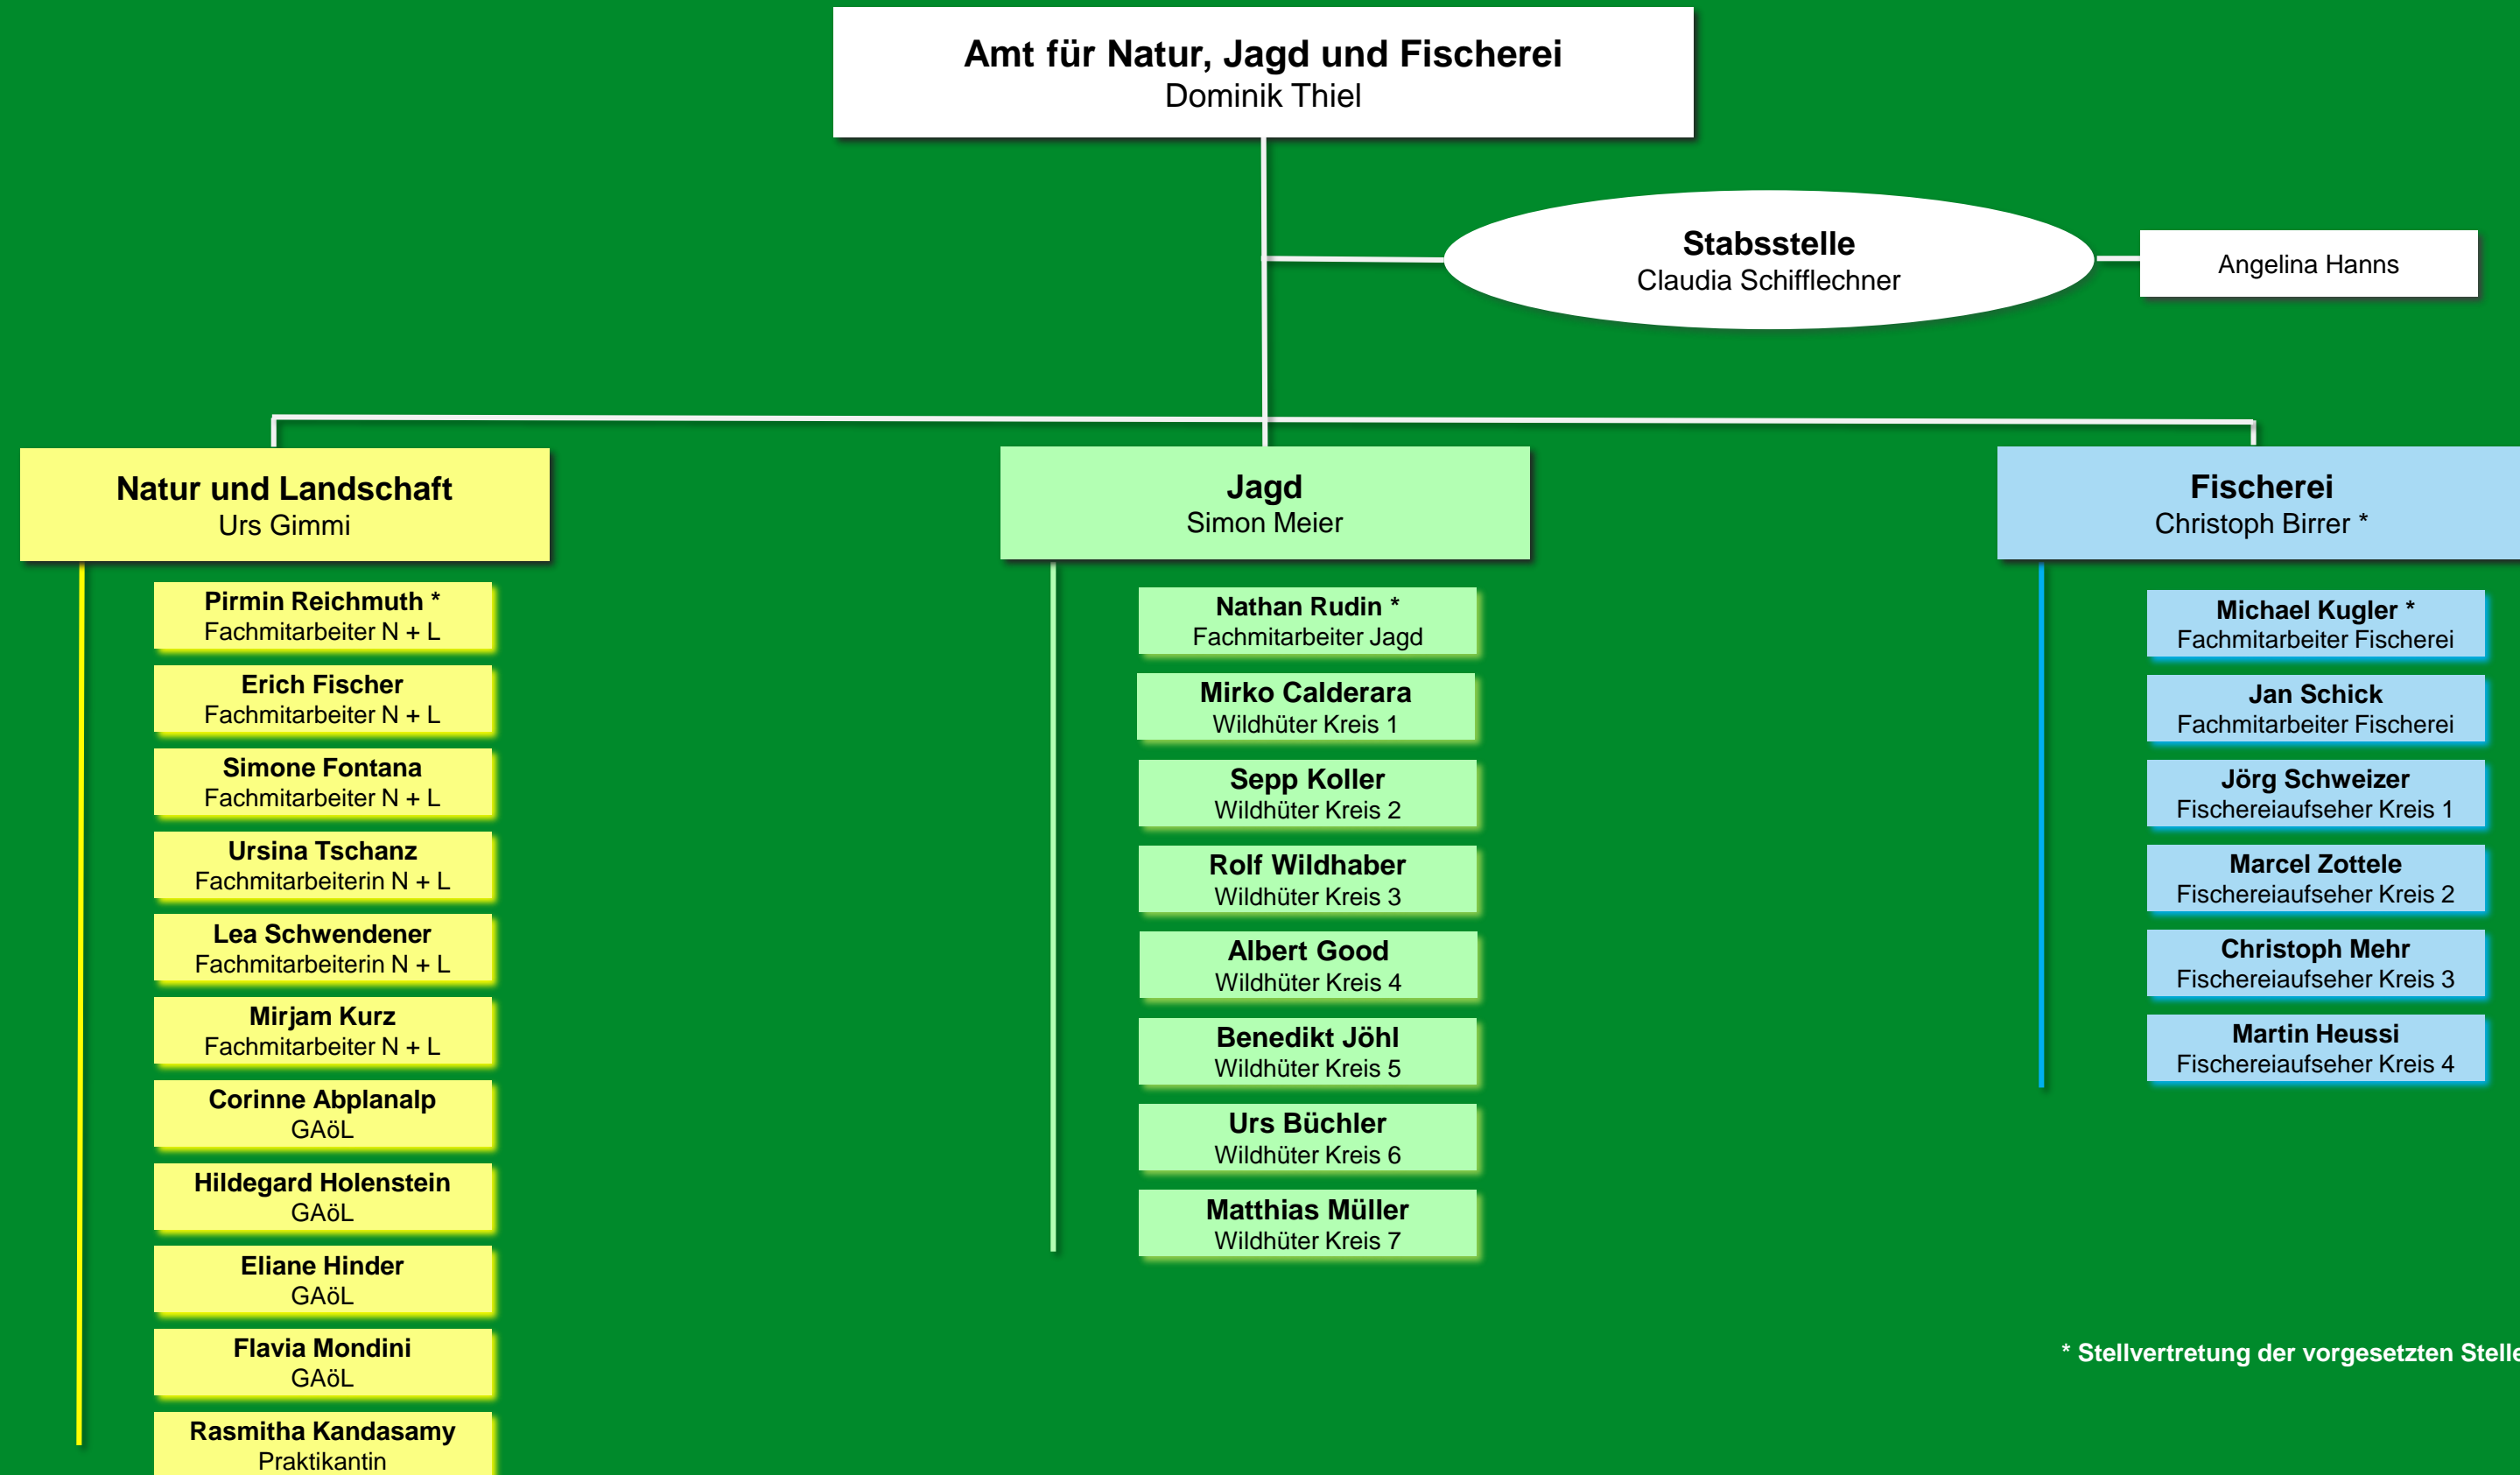 Amt für Natur, Jagd und Fischerei
Dominik Thiel
Stabsstelle
Claudia Schifflechner
Angelina Hanns
Natur und Landschaft
Urs Gimmi
Pirmin Reichmuth *
Fachmitarbeiter N + L
Erich Fischer
Fachmitarbeiter N + L
Simone Fontana
Fachmitarbeiter N + L
Ursina Tschanz
Fachmitarbeiterin N + L
Lea Schwendener
Fachmitarbeiterin N + L
Mirjam Kurz
Fachmitarbeiter N + L
Corinne Abplanalp
GAöL
Hildegard Holenstein
GAöL
Eliane Hinder
GAöL
Flavia Mondini
GAöL
Rasmitha Kandasamy
Praktikantin
Jagd
Simon Meier
Nathan Rudin *
Fachmitarbeiter Jagd
Mirko Calderara
Wildhüter Kreis 1
Sepp Koller
Wildhüter Kreis 2
Rolf Wildhaber
Wildhüter Kreis 3
Albert Good
Wildhüter Kreis 4
Benedikt Jöhl
Wildhüter Kreis 5
Urs Büchler
Wildhüter Kreis 6
Matthias Müller
Wildhüter Kreis 7
Fischerei
Christoph Birrer *
Michael Kugler *
Fachmitarbeiter Fischerei
Jan Schick
Fachmitarbeiter Fischerei
Jörg Schweizer
Fischereiaufseher Kreis 1
Marcel Zottele
Fischereiaufseher Kreis 2
Christoph Mehr
Fischereiaufseher Kreis 3
Martin Heussi
Fischereiaufseher Kreis 4
* Stellvertretung der vorgesetzten Stelle